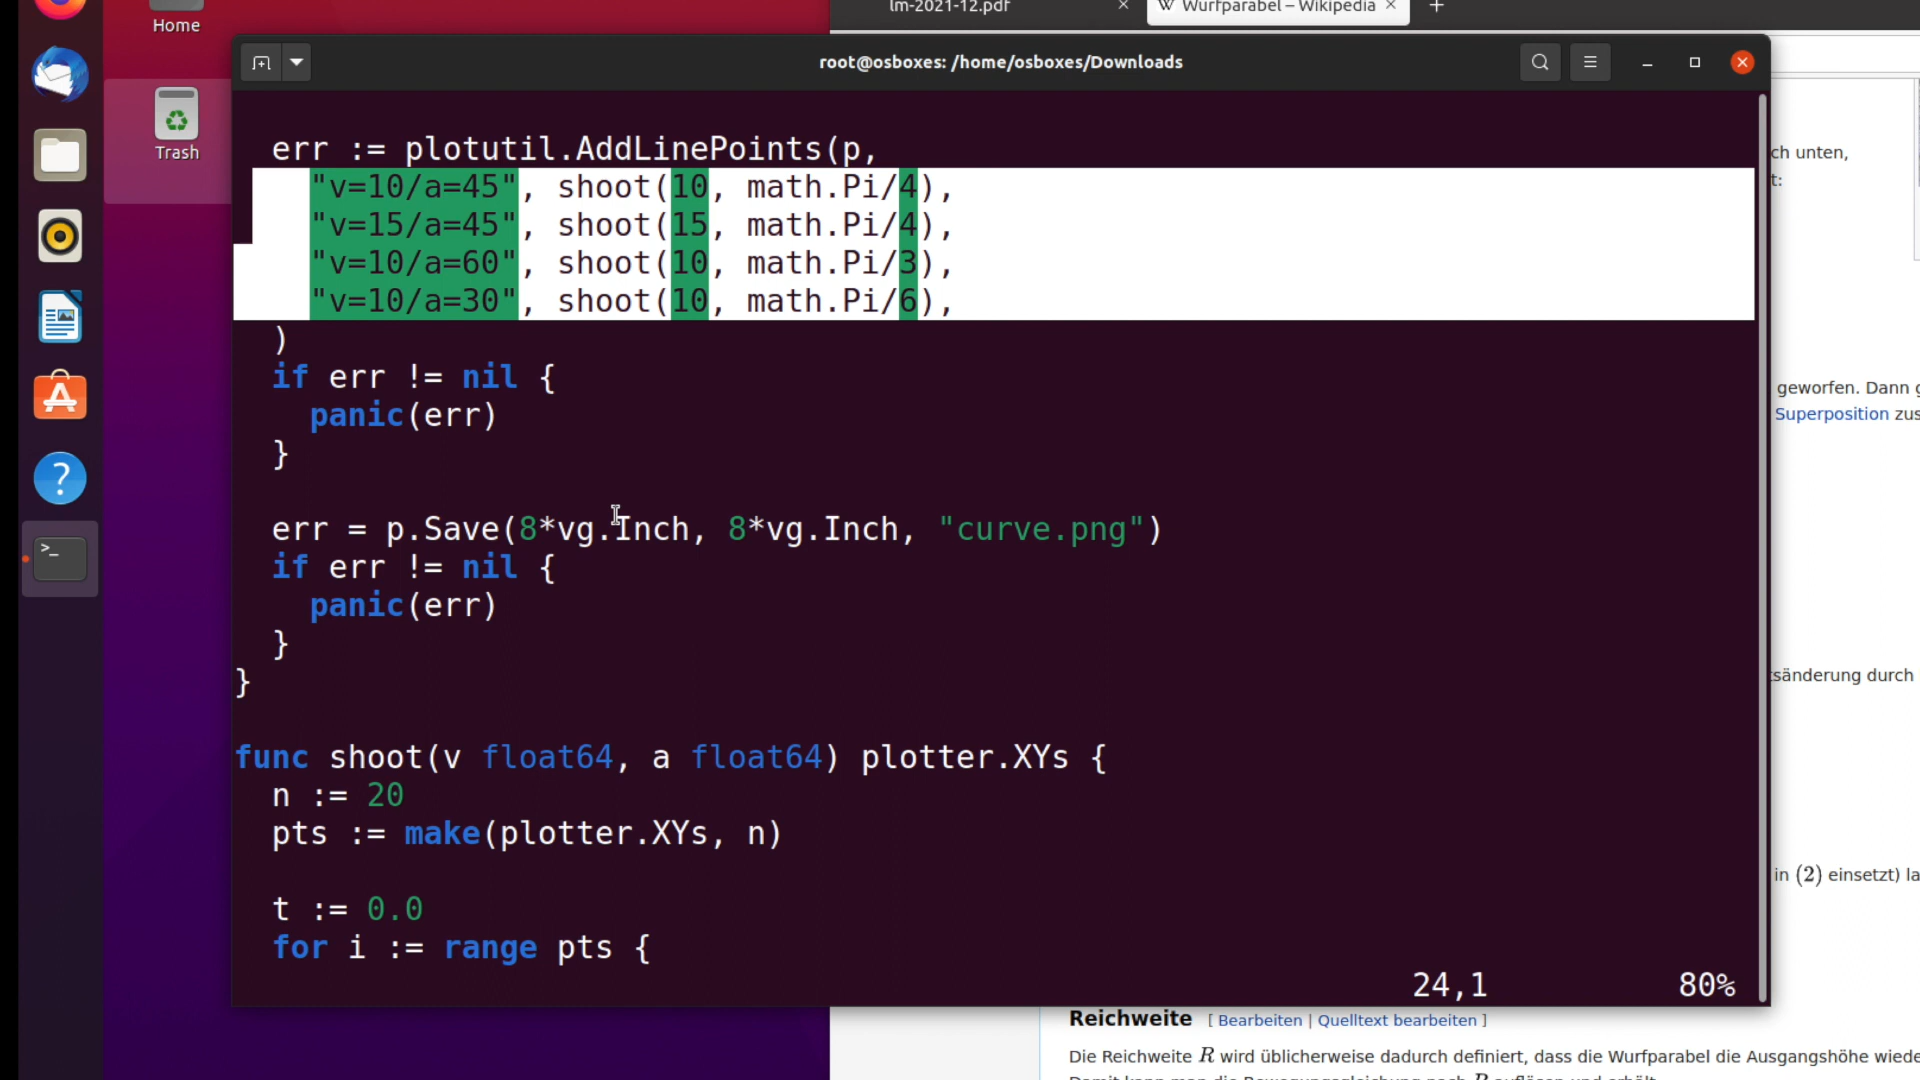 lm-2021-12.pdf
W Wurfparabel – Wikipedia
Home
root@osboxes: /home/osboxes/Downloads
Trash
err := plotutil.AddLinePoints(p,
"v=10/a=45", shoot(10, math.Pi/4),
"v=15/a=45", shoot(15, math.Pi/4),
"v=10/a=60", shoot(10, math.Pi/3),
"v=10/a=30", shoot(10, math.Pi/6),
)
if err != nil {
panic(err)
}
err = p.Save(8*vg.Inch, 8*vg.Inch, "curve.png")
if err != nil {
panic(err)
}
}
func shoot(v float64, a float64) plotter.XYs {
n := 20
pts := make(plotter.XYs, n)
t := 0.0
for i := range pts {
24,1 80%
ch unten,
t:
geworfen. Dann g
Superposition zus
tsänderung durch
in (2) einsetzt) la
Reichweite [ Bearbeiten | Quelltext bearbeiten ]
Die Reichweite R wird üblicherweise dadurch definiert, dass die Wurfparabel die Ausgangshöhe wiede